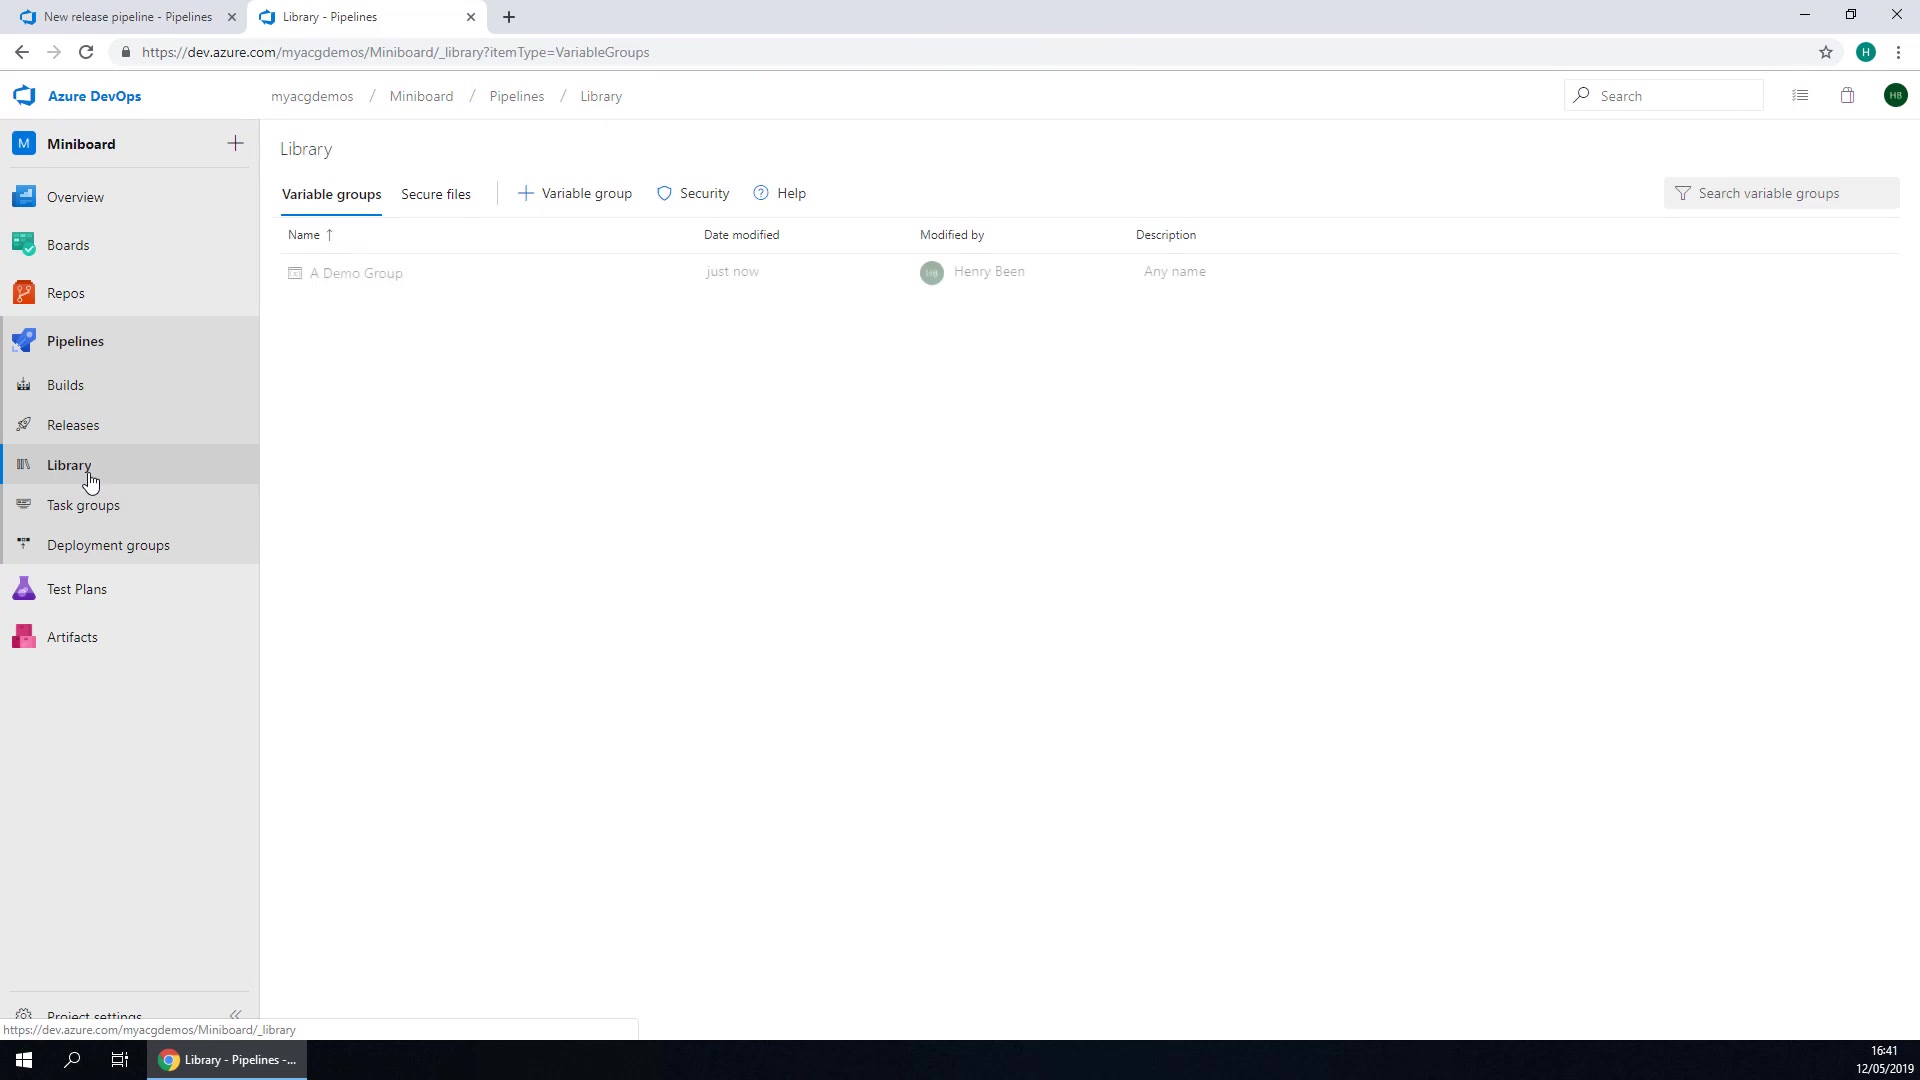 New release pipeline - Pipelines
Library - Pipelines
https://dev.azure.com/myacgdemos/Miniboard/_library?itemType=VariableGroups
H
Azure DevOps
myacgdemos / Miniboard / Pipelines / Library
Search
HB
M Miniboard
Overview
Boards
Repos
Pipelines
Builds
Releases
Library
Task groups
Deployment groups
Test Plans
Artifacts
Project settings
Library
Variable groups
Secure files
Variable group
Security
Help
Search variable groups
Name ↑
Date modified
Modified by
Description
A Demo Group
just now
HB Henry Been
Any name
https://dev.azure.com/myacgdemos/Miniboard/_library
Library - Pipelines -...
16:41
12/05/2019